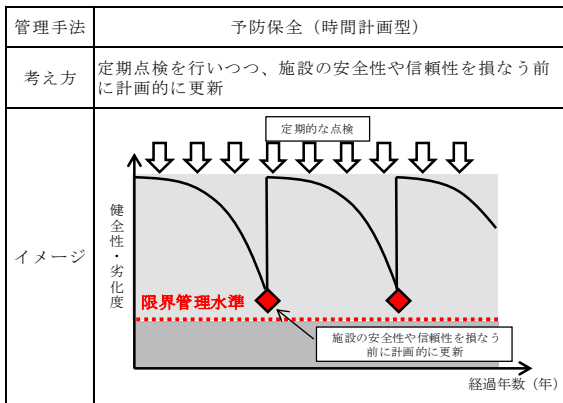 管理手法
予防保全（時間計画型）
考え方
定期点検を行いつつ、施設の安全性や信頼性を損なう前
に計画的に更新
イメージ
定期的な点検
健全性・劣化度
限界管理水準
施設の安全性や信頼性を損なう
前に計画的に更新
経過年数（年）